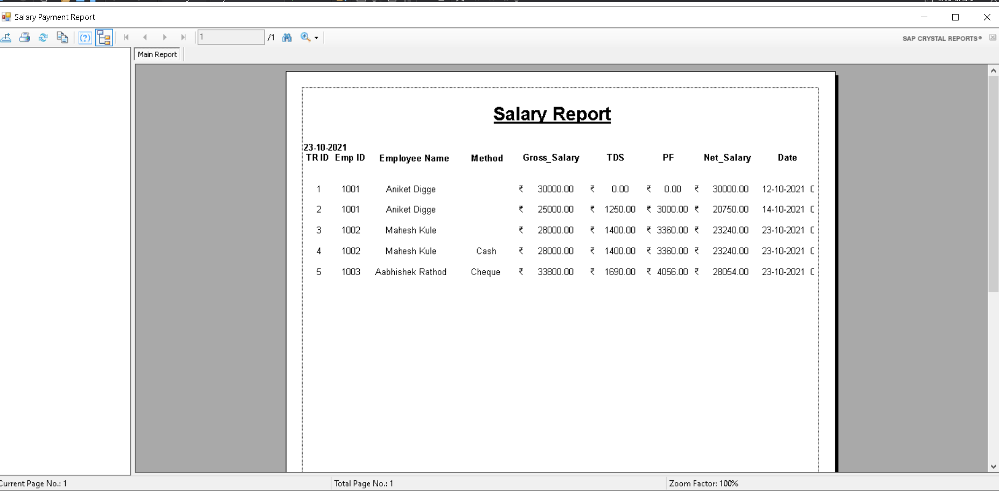 Salary Payment Report
1 /1 SAP CRYSTAL REPORTS®
Main Report
Salary Report
23-10-2021
TR ID Emp ID Employee Name Method Gross_Salary TDS PF Net_Salary Date
1 1001 Aniket Digge ₹ 30000.00 ₹ 0.00 ₹ 0.00 ₹ 30000.00 12-10-2021
2 1001 Aniket Digge ₹ 25000.00 ₹ 1250.00 ₹ 3000.00 ₹ 20750.00 14-10-2021
3 1002 Mahesh Kule ₹ 28000.00 ₹ 1400.00 ₹ 3360.00 ₹ 23240.00 23-10-2021
4 1002 Mahesh Kule Cash ₹ 28000.00 ₹ 1400.00 ₹ 3360.00 ₹ 23240.00 23-10-2021
5 1003 Aabhishek Rathod Cheque ₹ 33800.00 ₹ 1690.00 ₹ 4056.00 ₹ 28054.00 23-10-2021
Current Page No.: 1 Total Page No.: 1 Zoom Factor: 100%